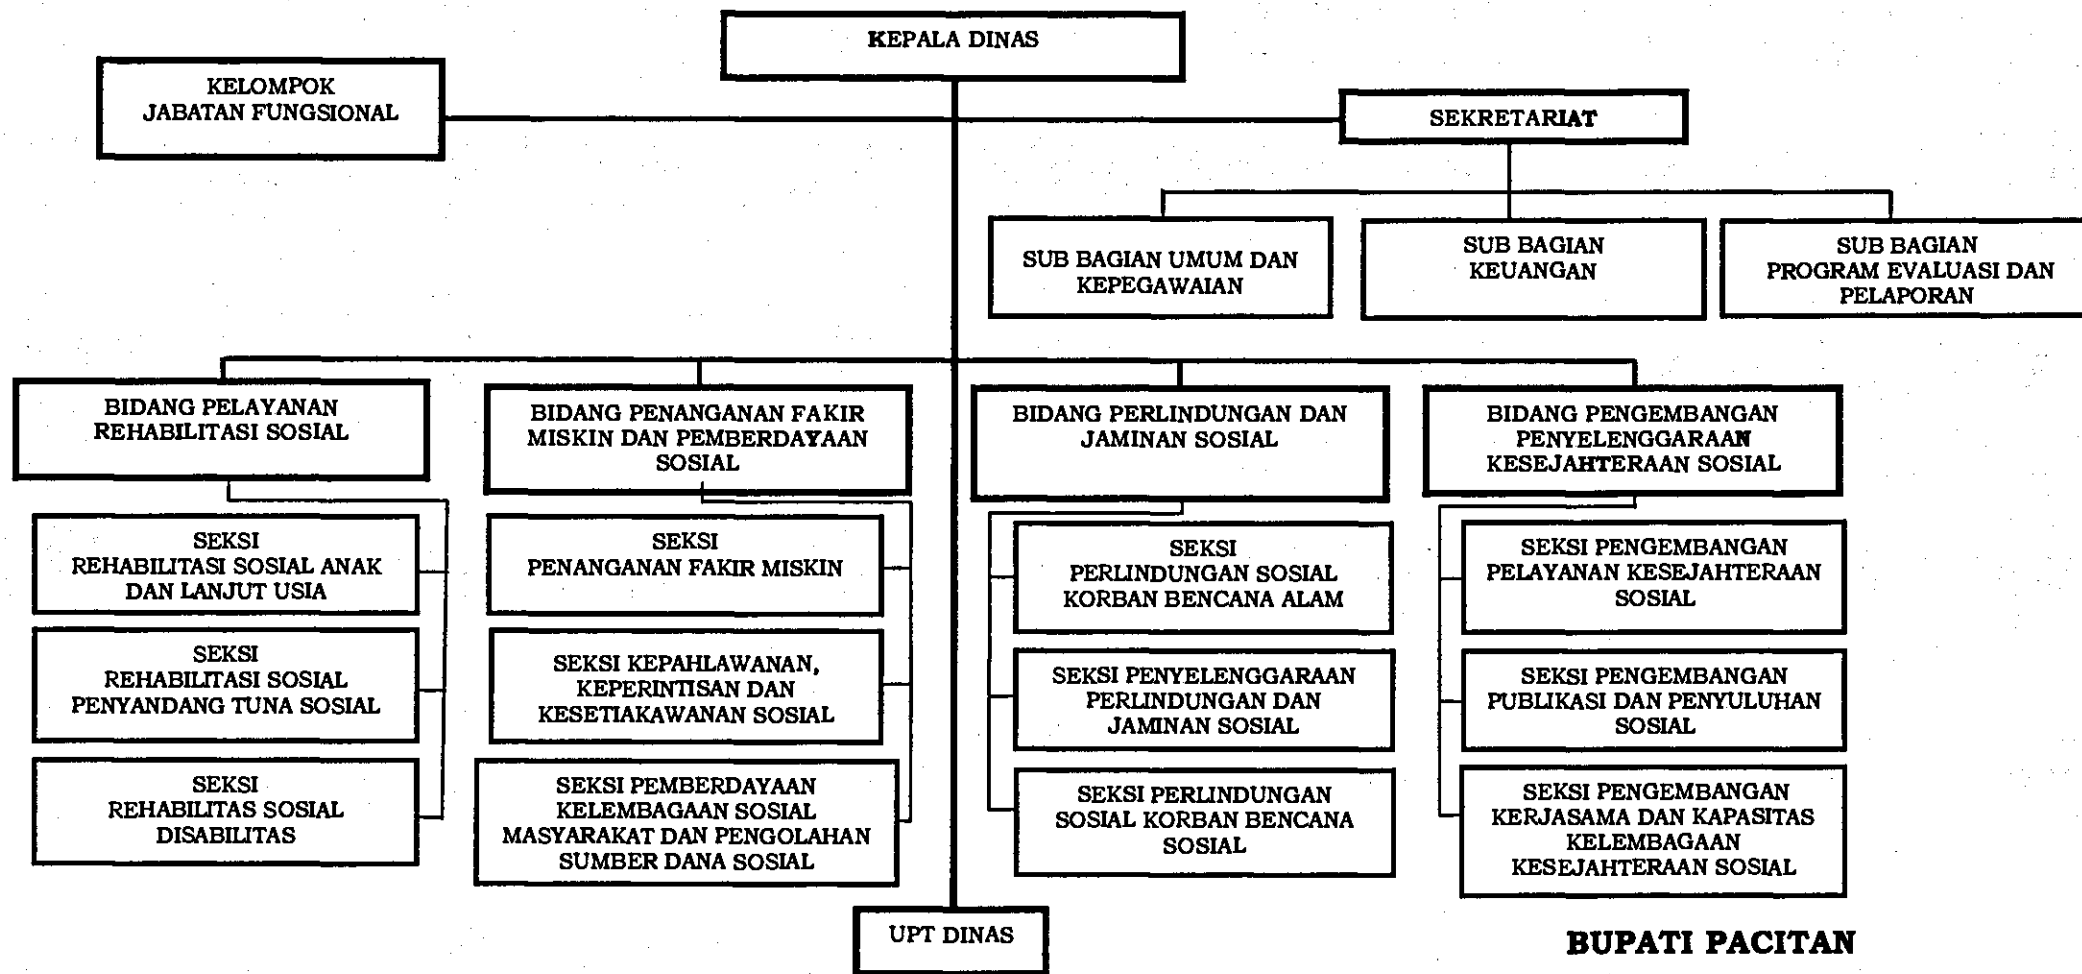 KEPALA DINAS
KELOMPOK
JABATAN FUNGSIONAL
SEKRETARIAT
SUB BAGIAN UMUM DAN
KEPEGAWAIAN
SUB BAGIAN
KEUANGAN
SUB BAGIAN
PROGRAM EVALUASI DAN
PELAPORAN
BIDANG PELAYANAN
REHABILITASI SOSIAL
BIDANG PENANGANAN FAKIR
MISKIN DAN PEMBERDAYAAN
SOSIAL
BIDANG PERLINDUNGAN DAN
JAMINAN SOSIAL
BIDANG PENGEMBANGAN
PENYELENGGARAAN
KESEJAHTERAAN SOSIAL
SEKSI
REHABILITASI SOSIAL ANAK
DAN LANJUT USIA
SEKSI
PENANGANAN FAKIR MISKIN
SEKSI
PERLINDUNGAN SOSIAL
KORBAN BENCANA ALAM
SEKSI PENGEMBANGAN
PELAYANAN KESEJAHTERAAN
SOSIAL
SEKSI
REHABILITASI SOSIAL
PENYANDANG TUNA SOSIAL
SEKSI KEPAHLAWANAN,
KEPERINTISAN DAN
KESETIAKAWANAN SOSIAL
SEKSI PENYELENGGARAAN
PERLINDUNGAN DAN
JAMINAN SOSIAL
SEKSI PENGEMBANGAN
PUBLIKASI DAN PENYULUHAN
SOSIAL
SEKSI
REHABILITAS SOSIAL
DISABILITAS
SEKSI PEMBERDAYAAN
KELEMBAGAAN SOSIAL
MASYARAKAT DAN PENGOLAHAN
SUMBER DANA SOSIAL
SEKSI PERLINDUNGAN
SOSIAL KORBAN BENCANA
SOSIAL
SEKSI PENGEMBANGAN
KERJASAMA DAN KAPASITAS
KELEMBAGAAN
KESEJAHTERAAN SOSIAL
UPT DINAS
BUPATI PACITAN